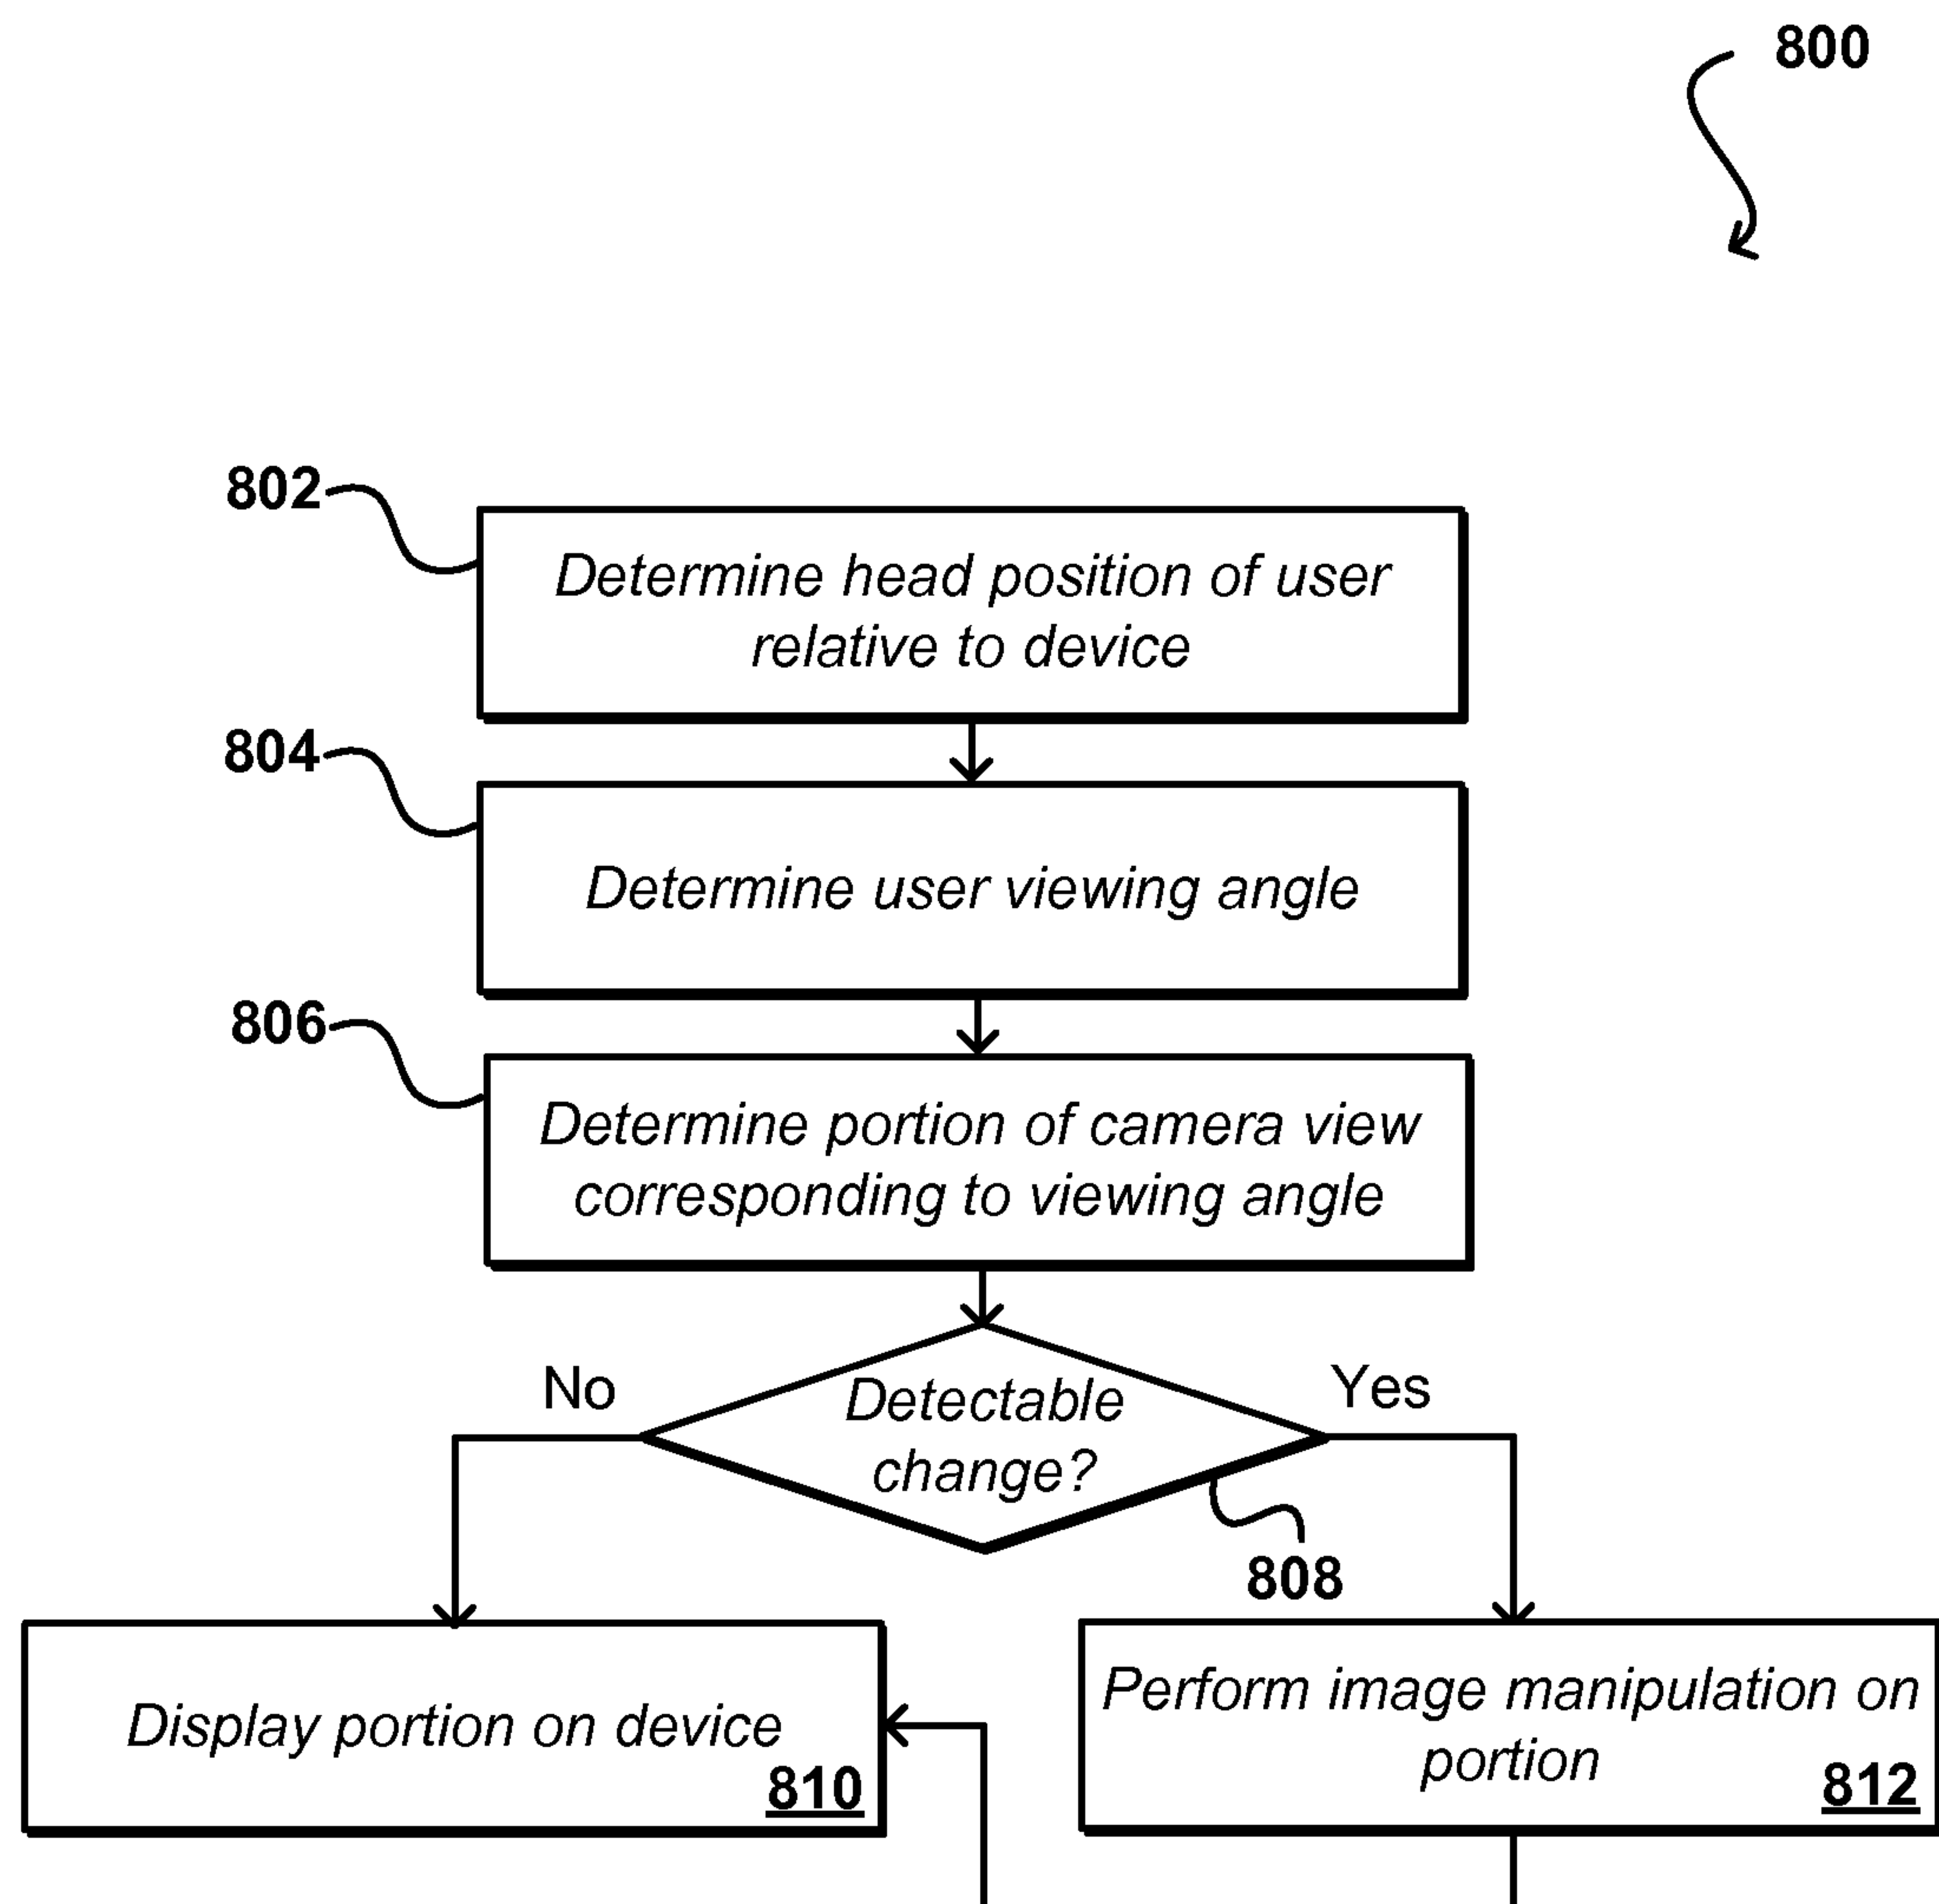 800
802
Determine head position of user
relative to device
804
Determine user viewing angle
806
Determine portion of camera view
corresponding to viewing angle
No
Detectable
change?
Yes
808
Display portion on device
810
Perform image manipulation on
portion
812